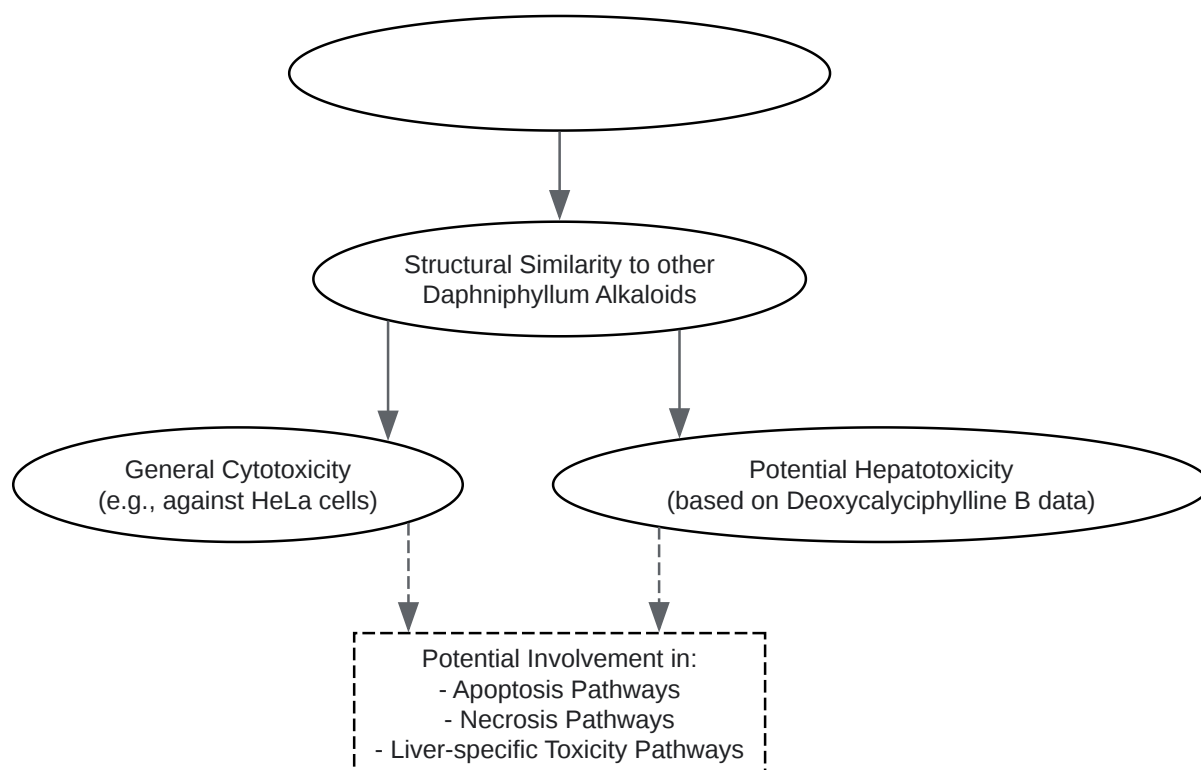 Structural Similarity to other
Daphniphyllum Alkaloids
General Cytotoxicity
(e.g., against HeLa cells)
Potential Hepatotoxicity
(based on Deoxycalyciphylline B data)
Potential Involvement in:
- Apoptosis Pathways
- Necrosis Pathways
- Liver-specific Toxicity Pathways